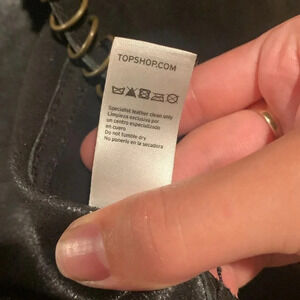 TOPSHOP.COM
Specialist leather clean only
Limpieza exclusiva por
un centro especializado
en cuero
Do not tumble dry
No ponerlo en la secadora